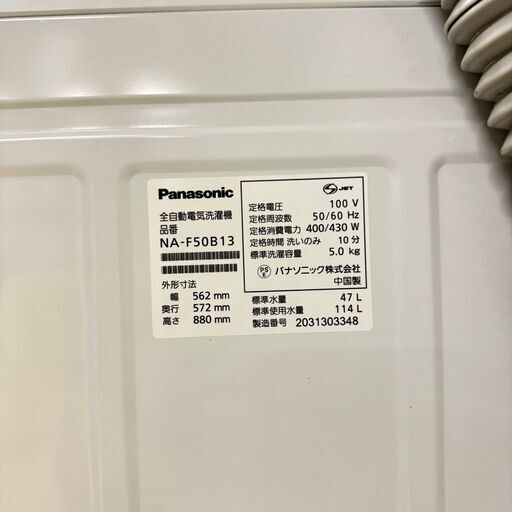 Panasonic
全自動電気洗濯機
品番
NA-F50B13
外形寸法
幅 562 mm
奥行 572 mm
高さ 880 mm
JET
定格電圧 100 V
定格周波数 50/60 Hz
定格消費電力 400/430 W
定格時間 洗いのみ 10分
標準洗濯容量 5.0 kg
PS E パナソニック株式会社
中国製
標準水量 47 L
標準使用水量 114 L
製造番号 2031303348